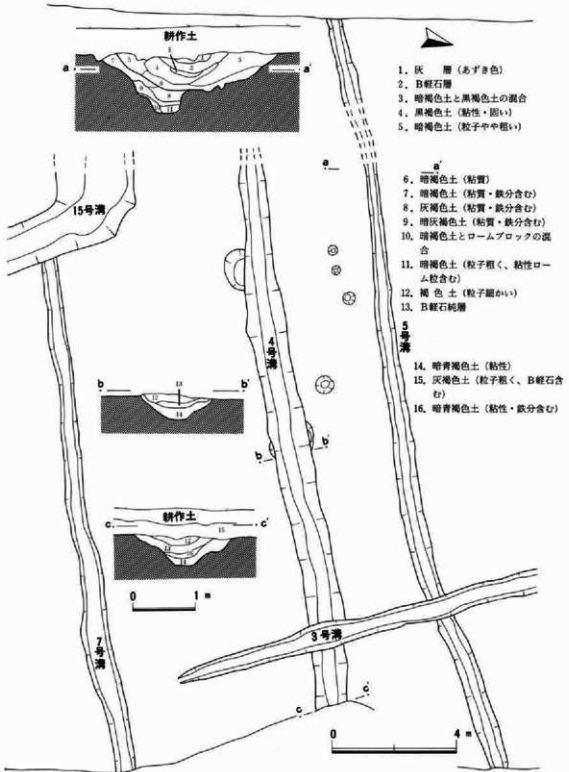 耕作土
1
2
3
4
5
7
5
8
11
a
a'
1．灰　層（あずき色）
2．B軽石層
3．暗褐色土と黒褐色土の混合
4．黒褐色土（粘性・固い）
5．暗褐色土（粒子やや粗い）
a
a'
6．暗褐色土（粘質）
7．暗褐色土（粘質・鉄分含む）
8．灰褐色土（粘質・鉄分含む）
9．暗灰褐色土（粘質・鉄分含む）
10．暗褐色土とロームブロックの混
合
11．暗褐色土（粒子粗く、粘性ロー
ム粒含む）
12．褐色土（粒子細かい）
13．B軽石純層
15号溝
4号溝
5号溝
14．暗青褐色土（粘性）
15．灰褐色土（粒子粗く、B軽石含
む）
16．暗青褐色土（粘性・鉄分含む）
b
b'
13
12
14
b
b'
耕作土
c
c'
15
12
16
0
1
m
7号溝
3号溝
c
c'
0
4
m